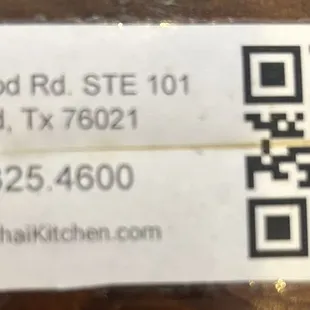 od Rd. STE 101
d, Tx 76021
325.4600
haiKitchen.com